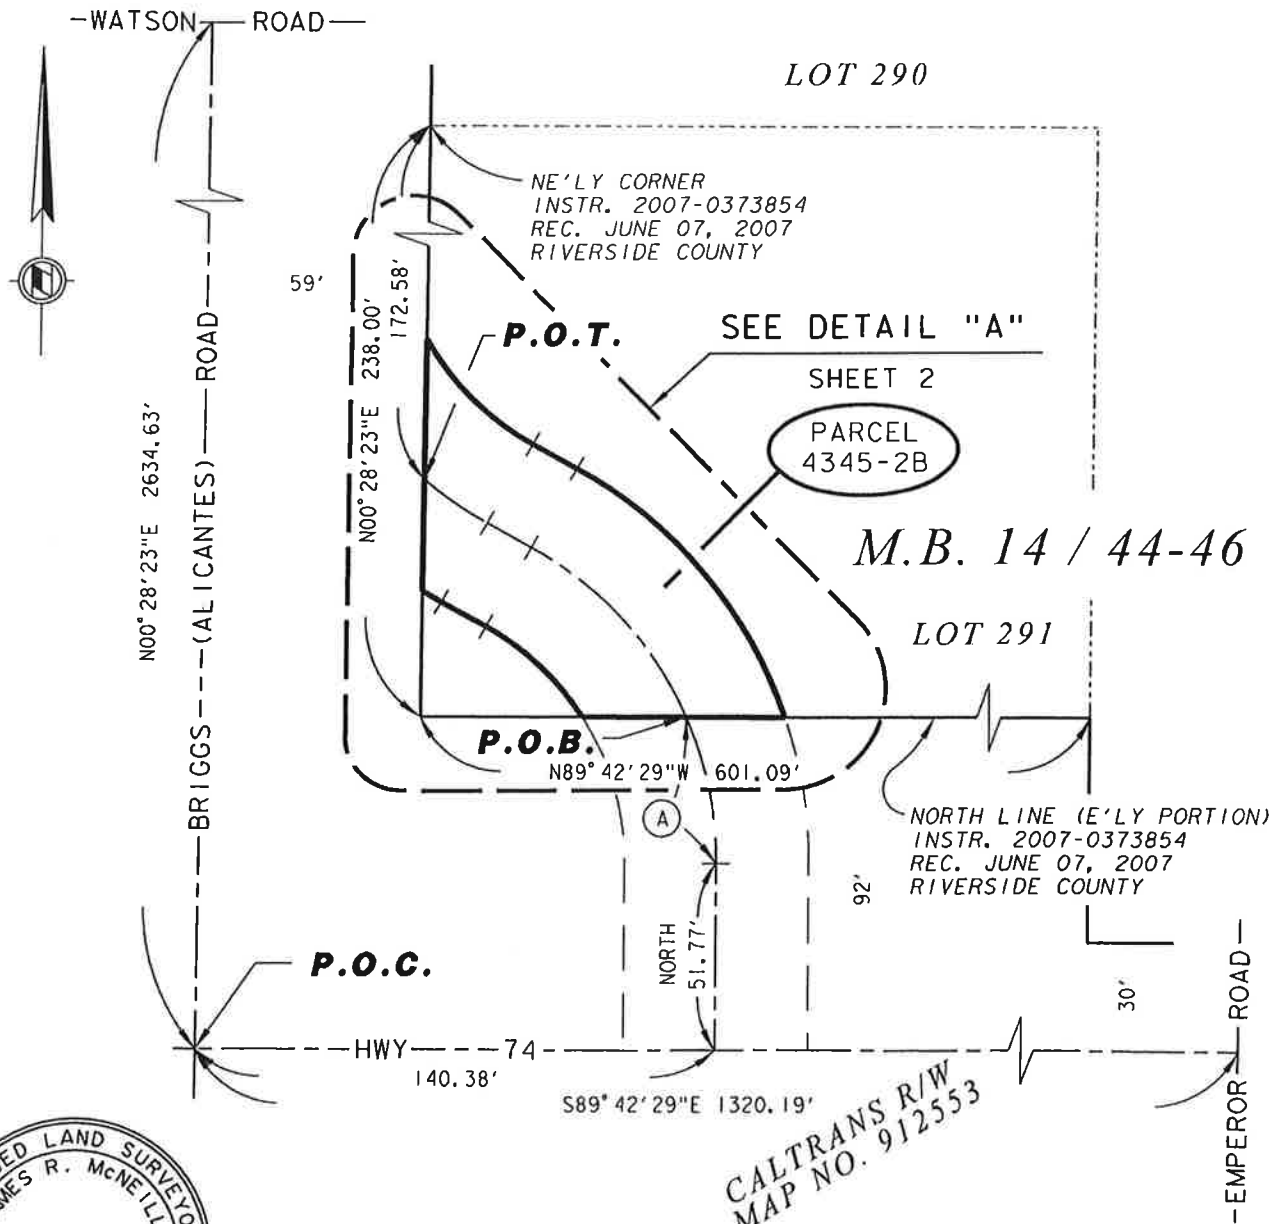 -WATSON- ROAD-
LOT 290
NE'LY CORNER
INSTR. 2007-0373854
REC. JUNE 07, 2007
RIVERSIDE COUNTY
59'
N00°28'23"E 238.00'
172.58'
P.O.T.
SEE DETAIL "A"
SHEET 2
PARCEL
4345-2B
N00°28'23"E 2634.63'
BRIGGS---(ALICANTES)---ROAD-
M.B. 14 / 44-46
LOT 291
P.O.B.
N89°42'29"W 601.09'
A
NORTH LINE (E'LY PORTION)
INSTR. 2007-0373854
REC. JUNE 07, 2007
RIVERSIDE COUNTY
92'
NORTH
51.77'
P.O.C.
30'
HWY 74
140.38'
S89°42'29"E 1320.19'
CALTRANS R/W
MAP NO. 912553
-EMPEROR-ROAD-
LAND SURVEYO
R. McNEILL